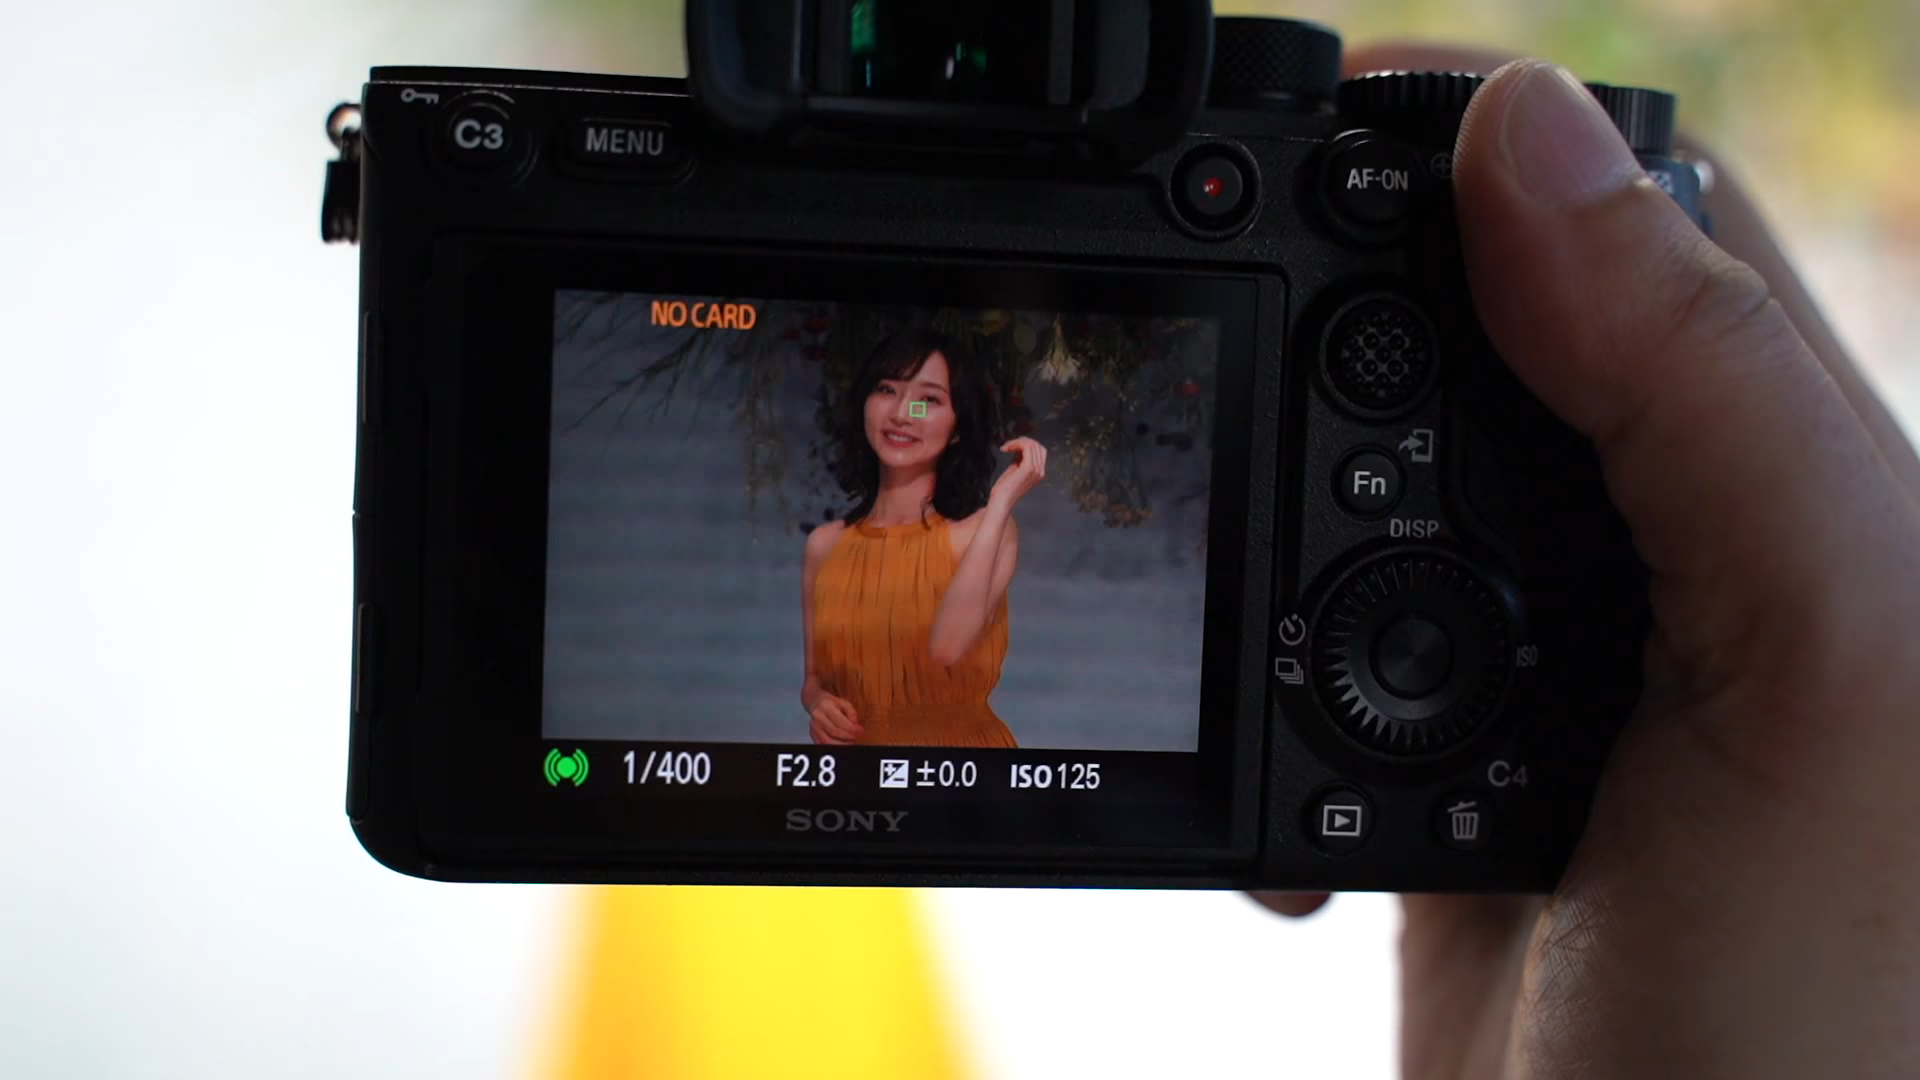 C3
MENU
AF-ON
NO CARD
Fn
DISP
ISO
1/400 F2.8 ±0.0 ISO 125
C4
SONY